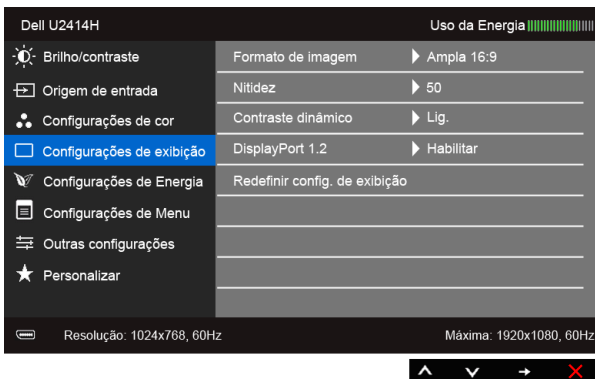 Dell U2414H Uso da Energia
Brilho/contraste Formato de imagem Ampla 16:9
Origem de entrada Nitidez 50
Configurações de cor Contraste dinâmico Lig.
Configurações de exibição DisplayPort 1.2 Habilitar
Configurações de Energia Redefinir config. de exibição
Configurações de Menu
Outras configurações
Personalizar
Resolução: 1024x768, 60Hz Máxima: 1920x1080, 60Hz